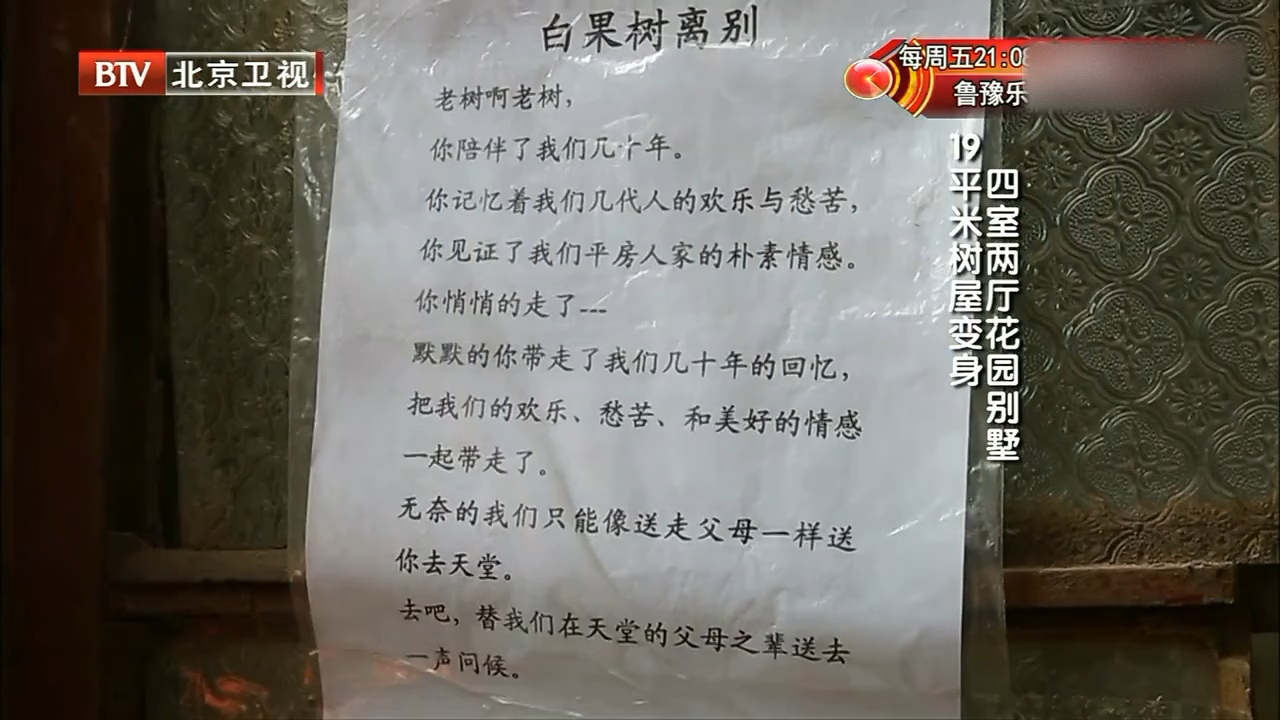 白果树离别
老树啊老树，
你陪伴了我们几十年。
你记忆着我们几代人的欢乐与愁苦，
你见证了我们平房人家的朴素情感。
你悄悄的走了---
默默的你带走了我们几十年的回忆，
把我们的欢乐、愁苦、和美好的情感
一起带走了。
无奈的我们只能像送走父母一样送
你去天堂。
去吧，替我们在天堂的父母之辈送去
一声问候。
BTV 北京卫视
每周五21:08
鲁豫乐
19平米树屋变身
四室两厅花园别墅